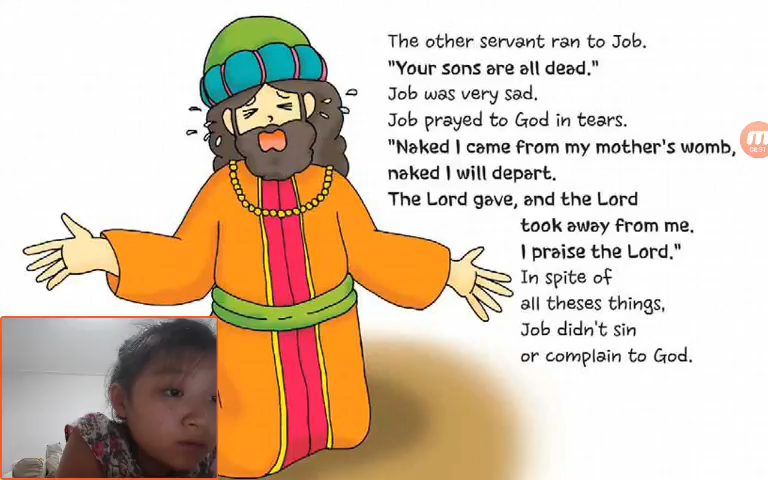 The other servant ran to Job.
"Your sons are all dead."
Job was very sad.
Job prayed to God in tears.
"Naked I came from my mother's womb,
naked I will depart.
The Lord gave, and the Lord
took away from me.
I praise the Lord."
In spite of
all theses things,
Job didn't sin
or complain to God.